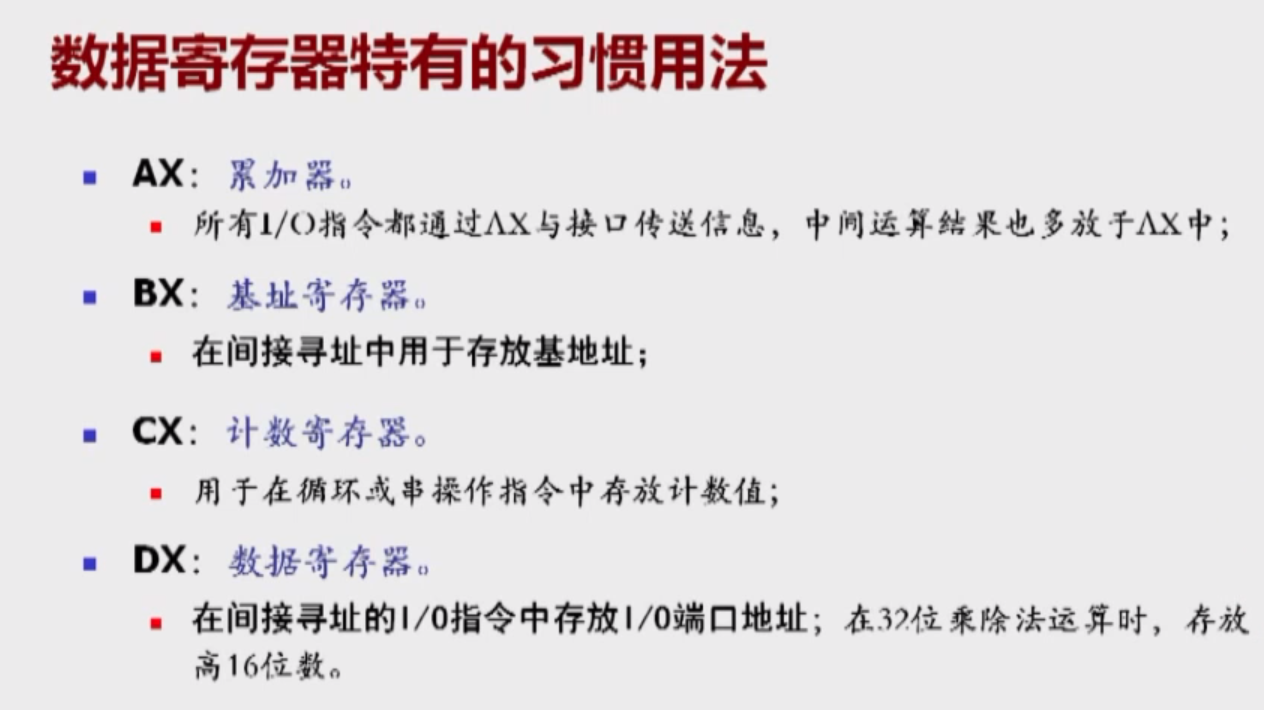 数据寄存器特有的习惯用法
AX：累加器。
所有I/O指令都通过AX与接口传送信息，中间运算结果也多放于AX中；
BX：基址寄存器。
在间接寻址中用于存放基地址；
CX：计数寄存器。
用于在循环或串操作指令中存放计数值；
DX：数据寄存器。
在间接寻址的I/O指令中存放I/O端口地址；在32位乘除法运算时，存放
高16位数。